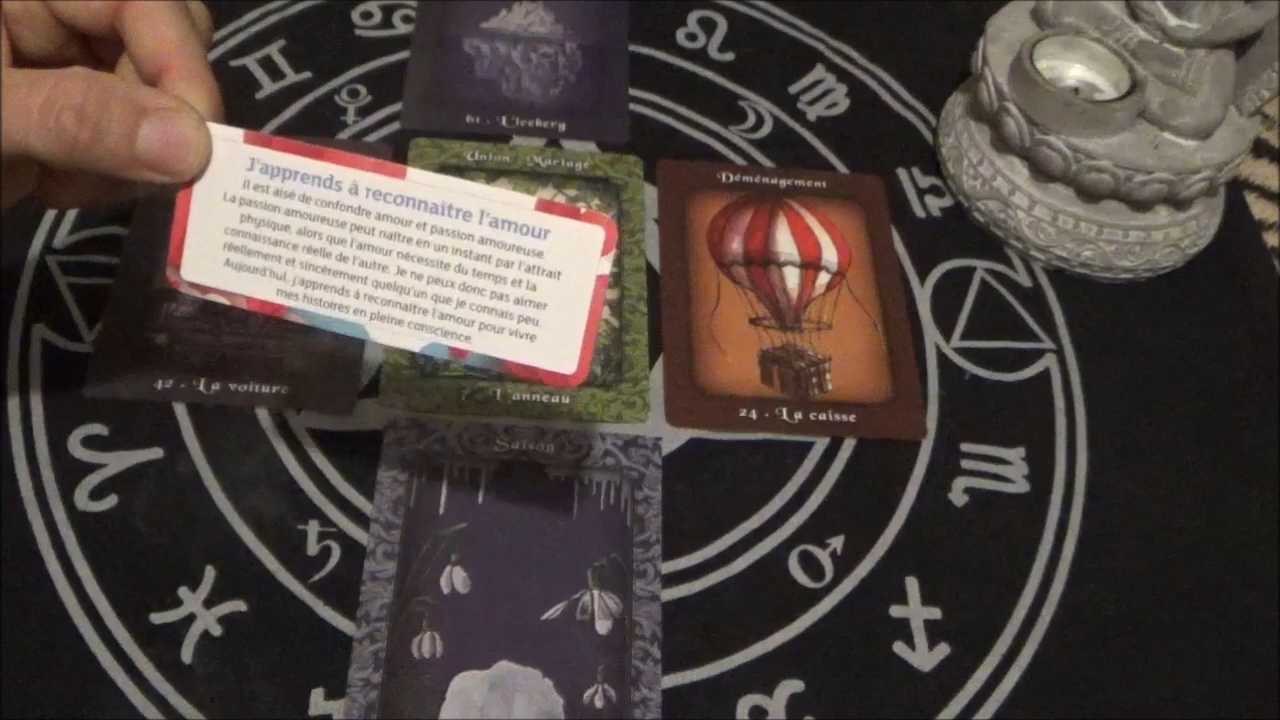 61 . L'Iceberg
Union Mariage
Déménagement
J'apprends à reconnaître l'amour
Il est aisé de confondre amour et passion amoureuse.
La passion amoureuse peut naître en un instant par l'attrait
physique, alors que l'amour nécessite du temps et la
connaissance réelle de l'autre. Je ne peux donc pas aimer
réellement et sincèrement quelqu'un que je connais peu.
Aujourd'hui, j'apprends à reconnaître l'amour pour vivre
mes histoires en pleine conscience.
42 . La voiture
L'anneau
24 . La caisse
Saison